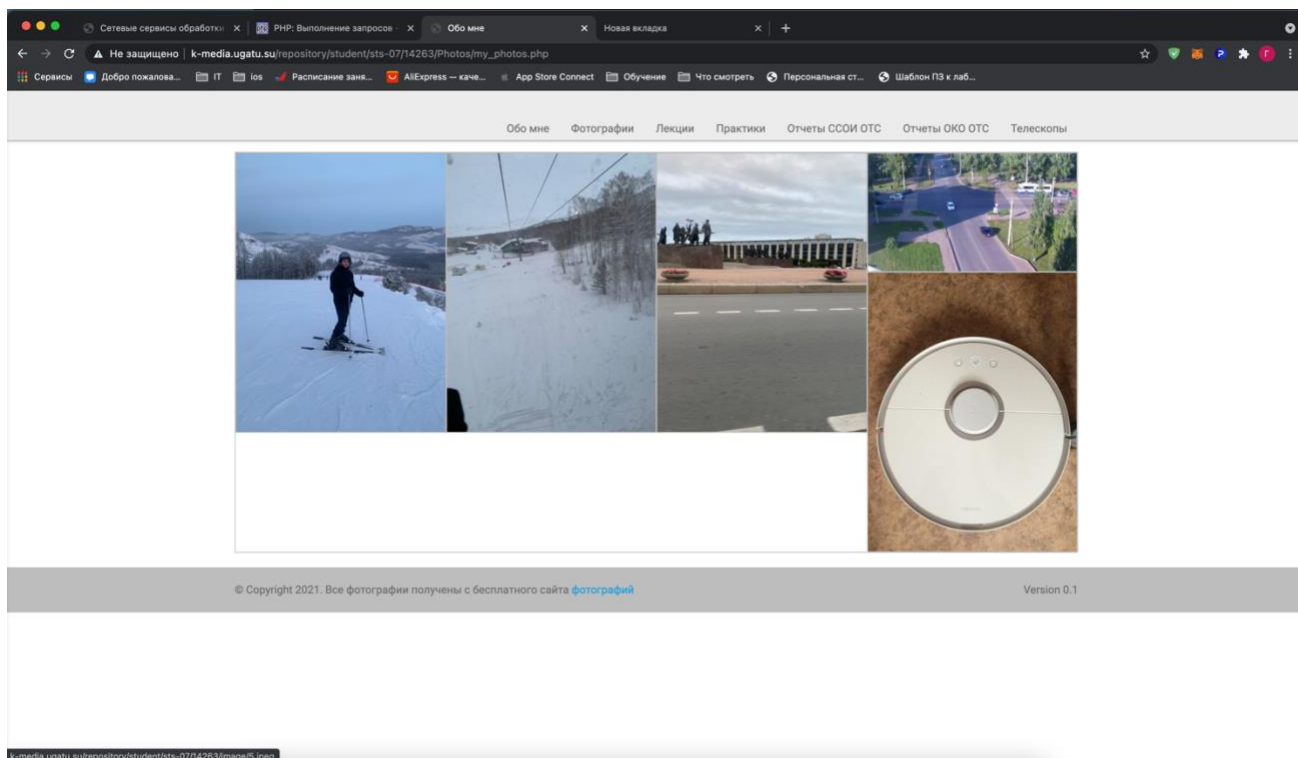 Сетевые сервисы обработки
PHP: Выполнение запросов -
Обо мне
Новая вкладка
Не защищено
k-media.ugatu.su/repository/student/sts-07/14263/Photos/my_photos.php
Сервисы
Добро пожалова...
IT
ios
Расписание заня...
AliExpress — каче...
App Store Connect
Обучение
Что смотреть
Персональная ст...
Шаблон ПЗ к лаб...
Обо мне Фотографии Лекции Практики Отчеты ССОИ ОТС Отчеты ОКО ОТС Телескопы
© Copyright 2021. Все фотографии получены с бесплатного сайта фотографий
Version 0.1
k-media.ugatu.su/repository/student/sts-07/14263/image/5.jpeg